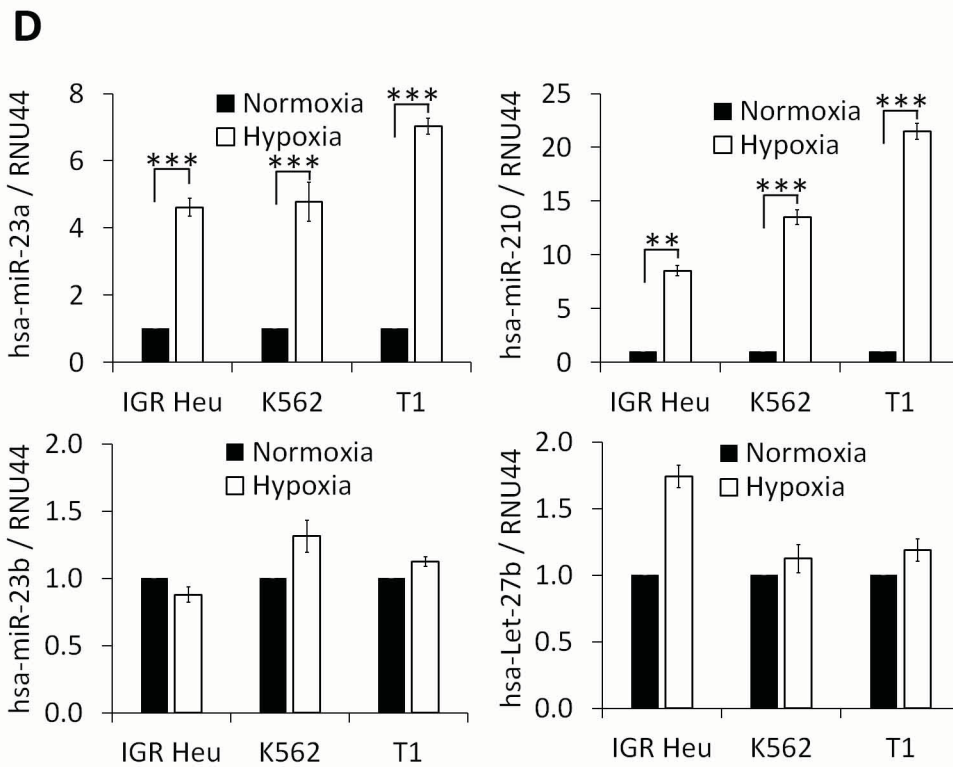 D
hsa-miR-23a / RNU44
8
6
4
2
0
Normoxia
Hypoxia
***
***
***
IGR Heu K562 T1
hsa-miR-210 / RNU44
25
20
15
10
5
0
Normoxia
Hypoxia
**
***
***
IGR Heu K562 T1
hsa-miR-23b / RNU44
2.0
1.5
1.0
0.5
0.0
Normoxia
Hypoxia
IGR Heu K562 T1
hsa-Let-27b / RNU44
2.0
1.5
1.0
0.5
0.0
Normoxia
Hypoxia
IGR Heu K562 T1